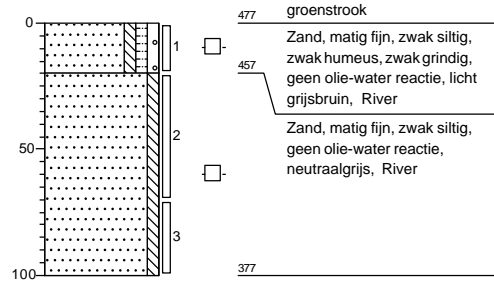 0
50
100
1
2
3
477
groenstrook
Zand, matig fijn, zwak siltig,
zwak humeus, zwak grindig,
geen olie-water reactie, licht
grijsbruin, River
457
Zand, matig fijn, zwak siltig,
geen olie-water reactie,
neutraalgrijs, River
377